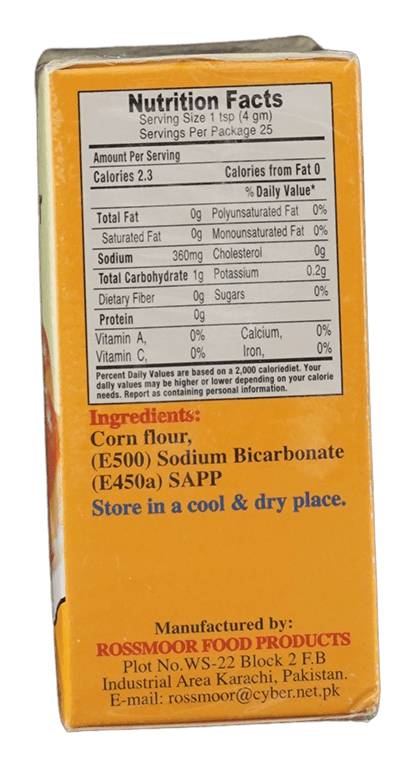 Nutrition Facts
Serving Size 1 tsp (4 gm)
Servings Per Package 25
Amount Per Serving
Calories 2.3 Calories from Fat 0
% Daily Value*
Total Fat 0g Polyunsaturated Fat 0%
Saturated Fat 0g Monounsaturated Fat 0%
Sodium 360mg Cholesterol 0g
Total Carbohydrate 1g Potassium 0.2g
Dietary Fiber 0g Sugars 0%
Protein 0g
Vitamin A, 0% Calcium, 0%
Vitamin C, 0% Iron, 0%
Percent Daily Values are based on a 2,000 caloriediet. Your
daily values may be higher or lower depending on your calorie
needs. Report as containing personal information.
Ingredients:
Corn flour,
(E500) Sodium Bicarbonate
(E450a) SAPP
Store in a cool & dry place.
Manufactured by:
ROSSMOOR FOOD PRODUCTS
Plot No.WS-22 Block 2 F.B
Industrial Area Karachi, Pakistan.
E-mail: rossmoor@cyber.net.pk